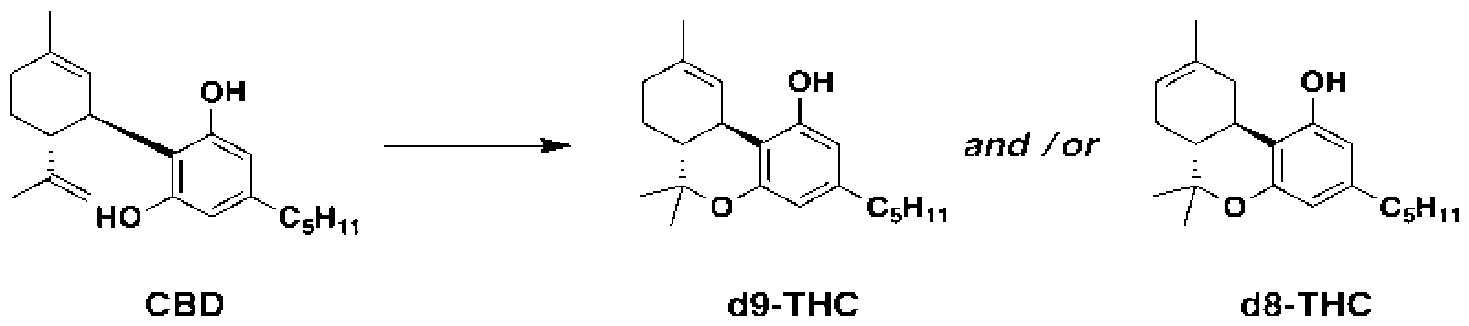 OH
HO
C5H11
OH
O
C5H11
and / or
OH
O
C5H11
CBD
d9-THC
d8-THC